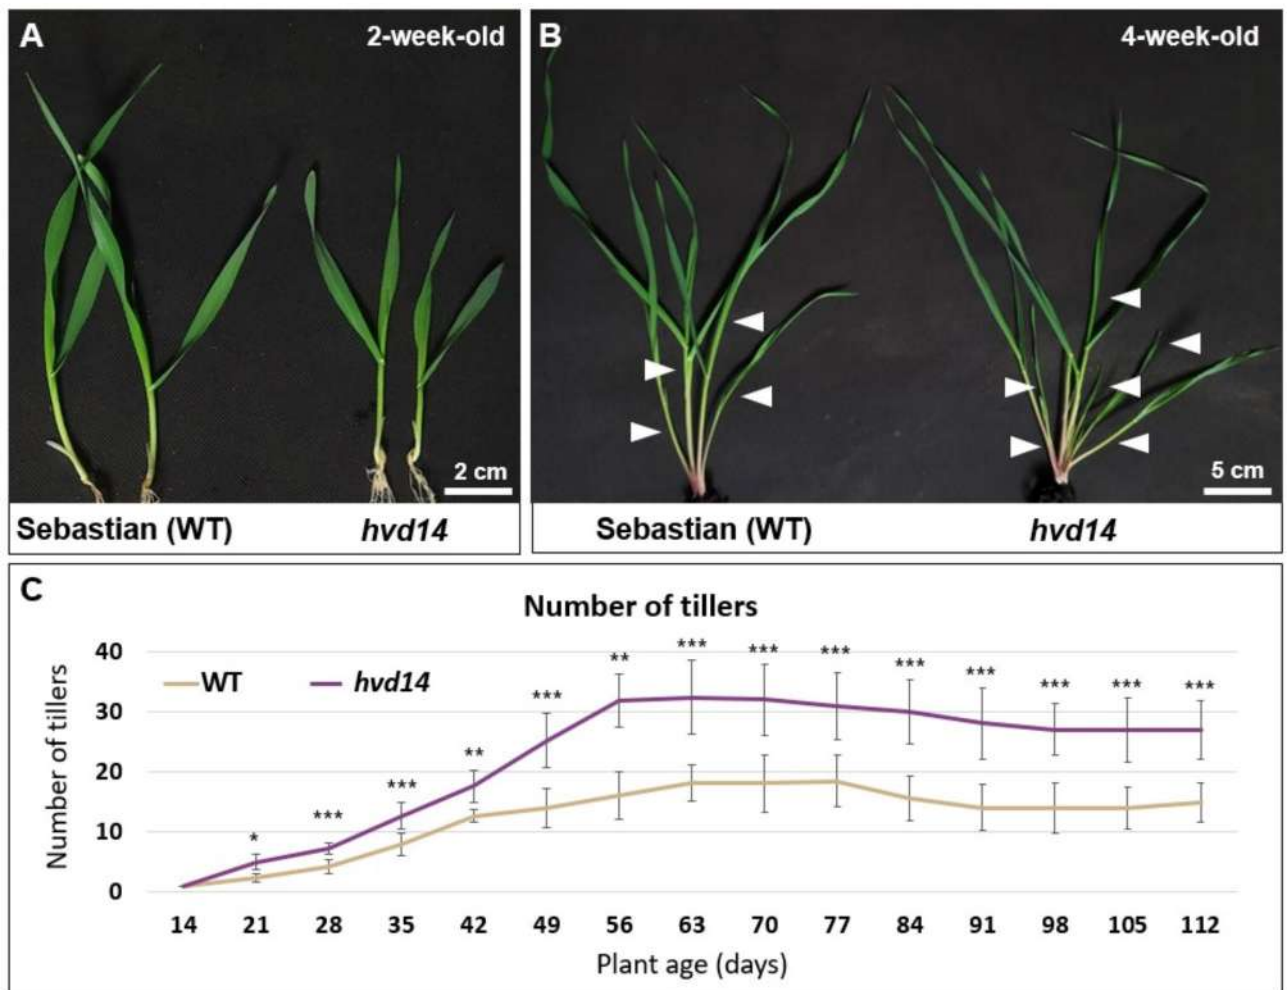 A 2-week-old
2 cm
Sebastian (WT) hvd14
B 4-week-old
5 cm
Sebastian (WT) hvd14
C
Number of tillers
Number of tillers
40
30
20
10
0
WT hvd14
* *** *** ** *** ** *** *** *** *** *** *** *** ***
14 21 28 35 42 49 56 63 70 77 84 91 98 105 112
Plant age (days)